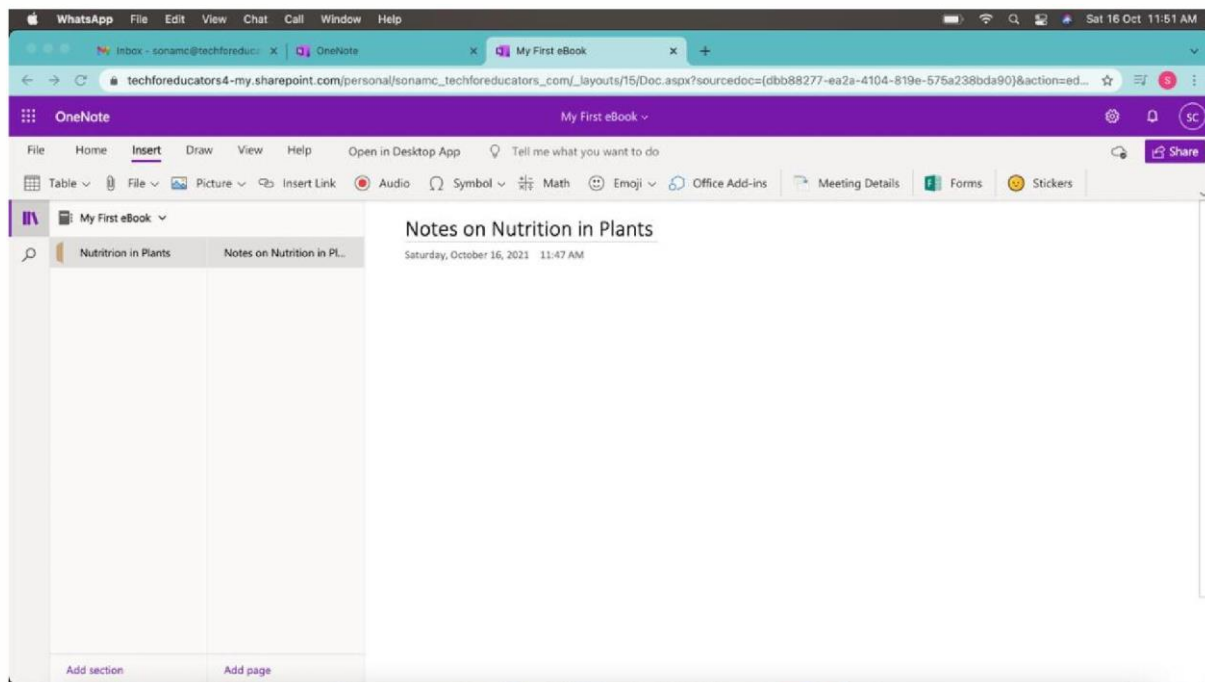 WhatsApp File Edit View Chat Call Window Help Sat 16 Oct 11:51 AM
Inbox - sonamc@techforeduc: OneNote My First eBook
techforeducators4-my.sharepoint.com/personal/sonamc_techforeducators_com/_layouts/15/Doc.aspx?sourcedoc={dbb88277-ea2a-4104-819e-575a238bda90}&action=ed... S
OneNote My First eBook SC
File Home Insert Draw View Help Open in Desktop App Tell me what you want to do Share
Table File Picture Insert Link Audio Symbol Math Emoji Office Add-ins Meeting Details Forms Stickers
My First eBook
Notes on Nutrition in Plants
Nutritrion in Plants Notes on Nutrition in Pl...
Saturday, October 16, 2021 11:47 AM
Add section Add page